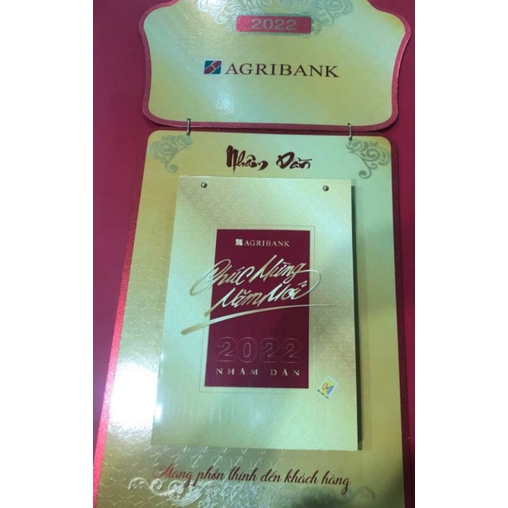 2022
AGRIBANK
Nhâm Dần
AGRIBANK
Chúc Mừng
Năm Mới
2022
NHÂM DẦN
Mang phồn thịnh đến khách hàng